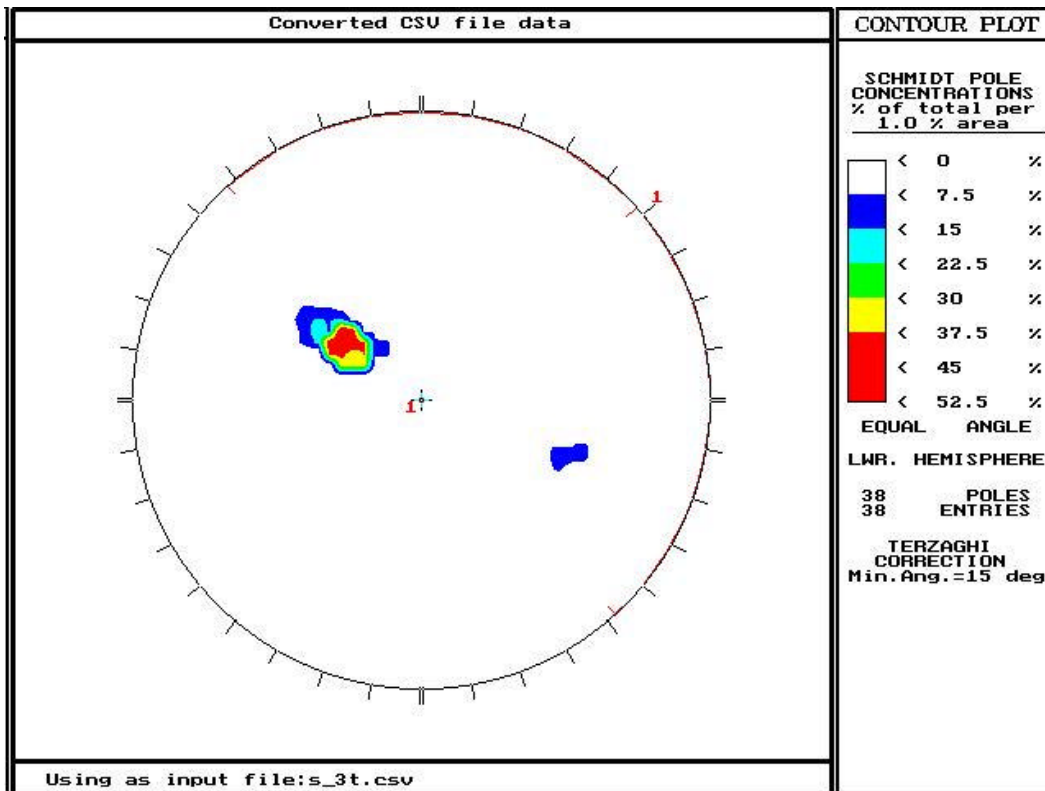 Converted CSV file data
CONTOUR PLOT
SCHMIDT POLE
CONCENTRATIONS
% of total per
1.0 % area
< 0 %
< 7.5 %
< 15 %
< 22.5 %
< 30 %
< 37.5 %
< 45 %
< 52.5 %
EQUAL ANGLE
LWR. HEMISPHERE
38 POLES
38 ENTRIES
TERZAGHI
CORRECTION
Min.Ang.=15 deg
1
1
Using as input file:s_3t.csv